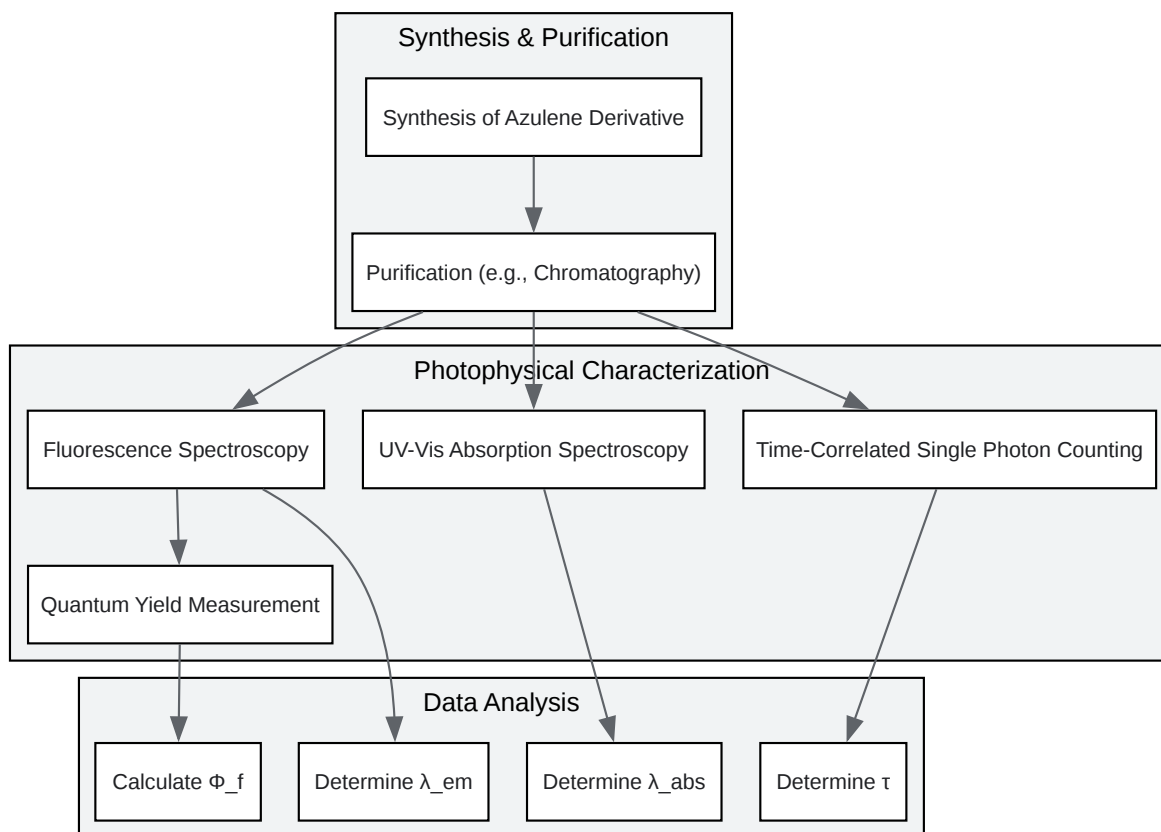 Synthesis & Purification
Synthesis of Azulene Derivative
Purification (e.g., Chromatography)
Photophysical Characterization
Fluorescence Spectroscopy
UV-Vis Absorption Spectroscopy
Time-Correlated Single Photon Counting
Quantum Yield Measurement
Data Analysis
Calculate Φ_f
Determine λ_em
Determine λ_abs
Determine τ